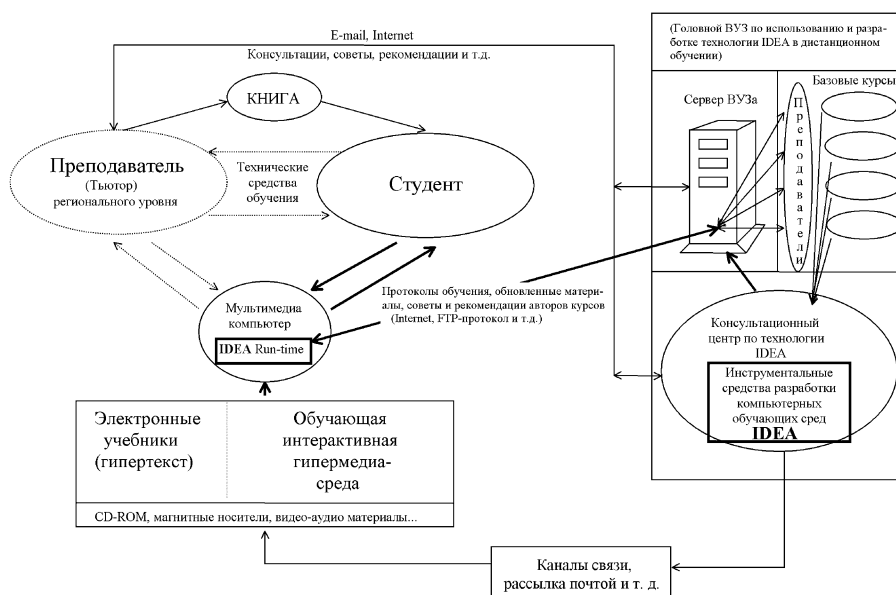 E-mail, Internet
Консультации, советы, рекомендации и т.д.
КНИГА
Преподаватель
(Тьютор)
регионального уровня
Технические
средства
обучения
Студент
Мультимедиа
компьютер
IDEA Run-time
Протоколы обучения, обновленные матери-
алы, советы и рекомендации авторов курсов
(Internet, FTP-протокол и т.д.)
Электронные
учебники
(гипертекст)
Обучающая
интерактивная
гипермедиа-
среда
CD-ROM, магнитные носители, видео-аудио материалы...
(Головной ВУЗ по использованию и разра-
ботке технологии IDEA в дистанционом
обучении)
Сервер ВУЗа
Преподаватели
Базовые курсы
Консультационный
центр по технологии
IDEA
Инструментальные
средства разработки
компьютерных
обучающих сред
IDEA
Каналы связи,
рассылка почтой и т. д.